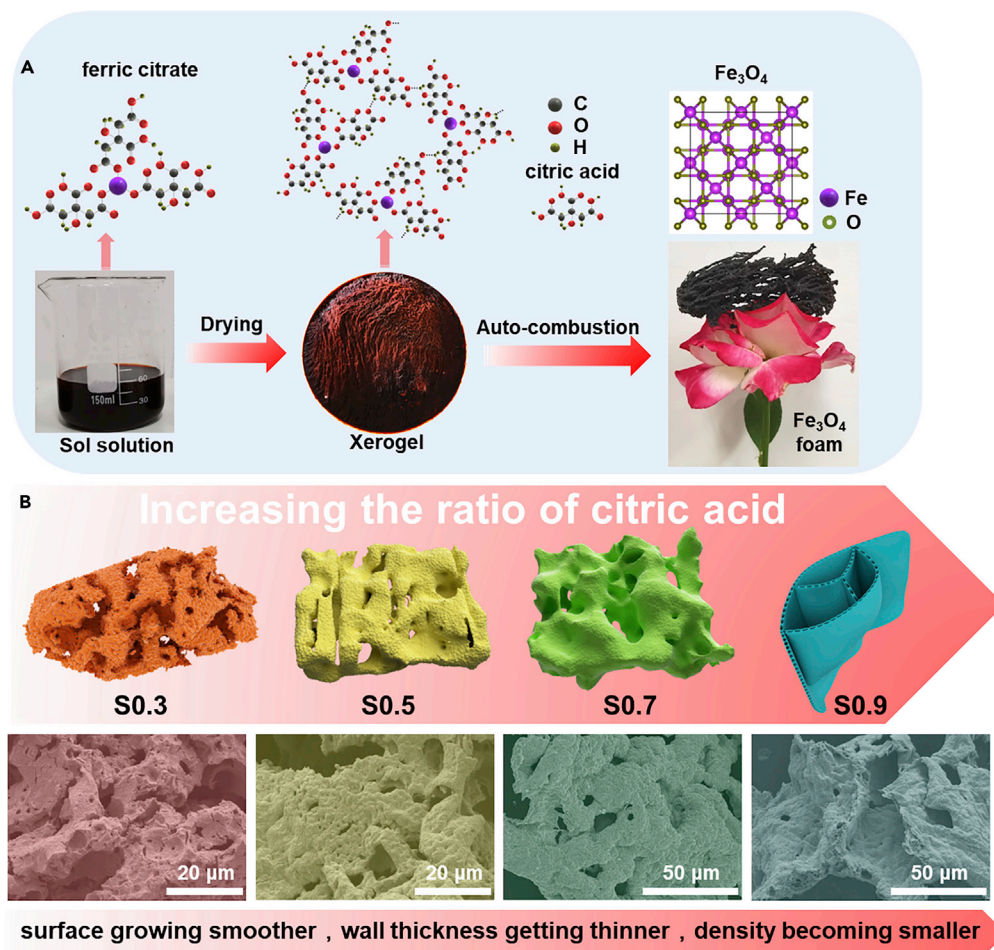 A
ferric citrate
C
O
H
citric acid
Fe₃O₄
Fe
O
Drying
Auto-combustion
60
150ml
30
Sol solution
Xerogel
Fe₃O₄
foam
B
Increasing the ratio of citric acid
S0.3
S0.5
S0.7
S0.9
20 µm
20 µm
50 µm
50 µm
surface growing smoother , wall thickness getting thinner , density becoming smaller